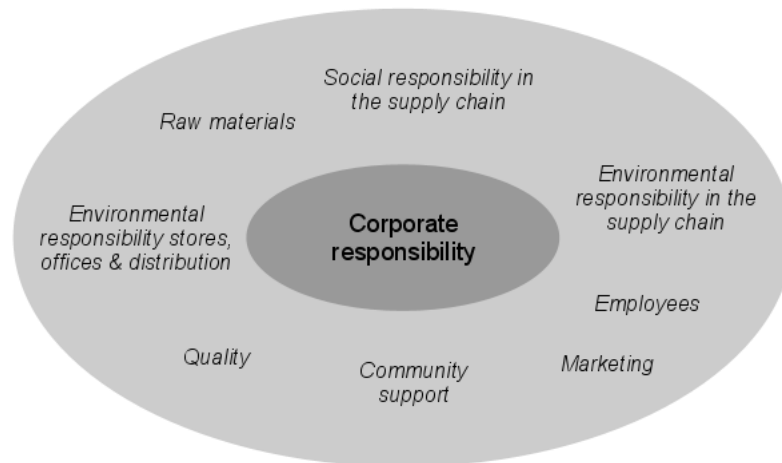 Social responsibility in
the supply chain
Raw materials
Environmental
responsibility in the
supply chain
Environmental
responsibility stores,
offices & distribution
Corporate
responsibility
Employees
Quality
Community
support
Marketing